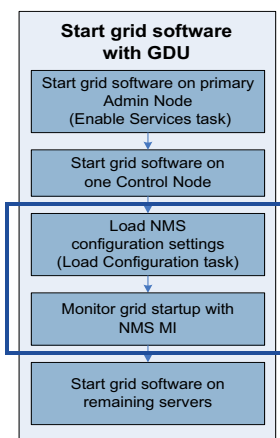 Start grid software
with GDU
Start grid software on primary
Admin Node
(Enable Services task)
Start grid software on
one Control Node
Load NMS
configuration settings
(Load Configuration task)
Monitor grid startup with
NMS MI
Start grid software on
remaining servers